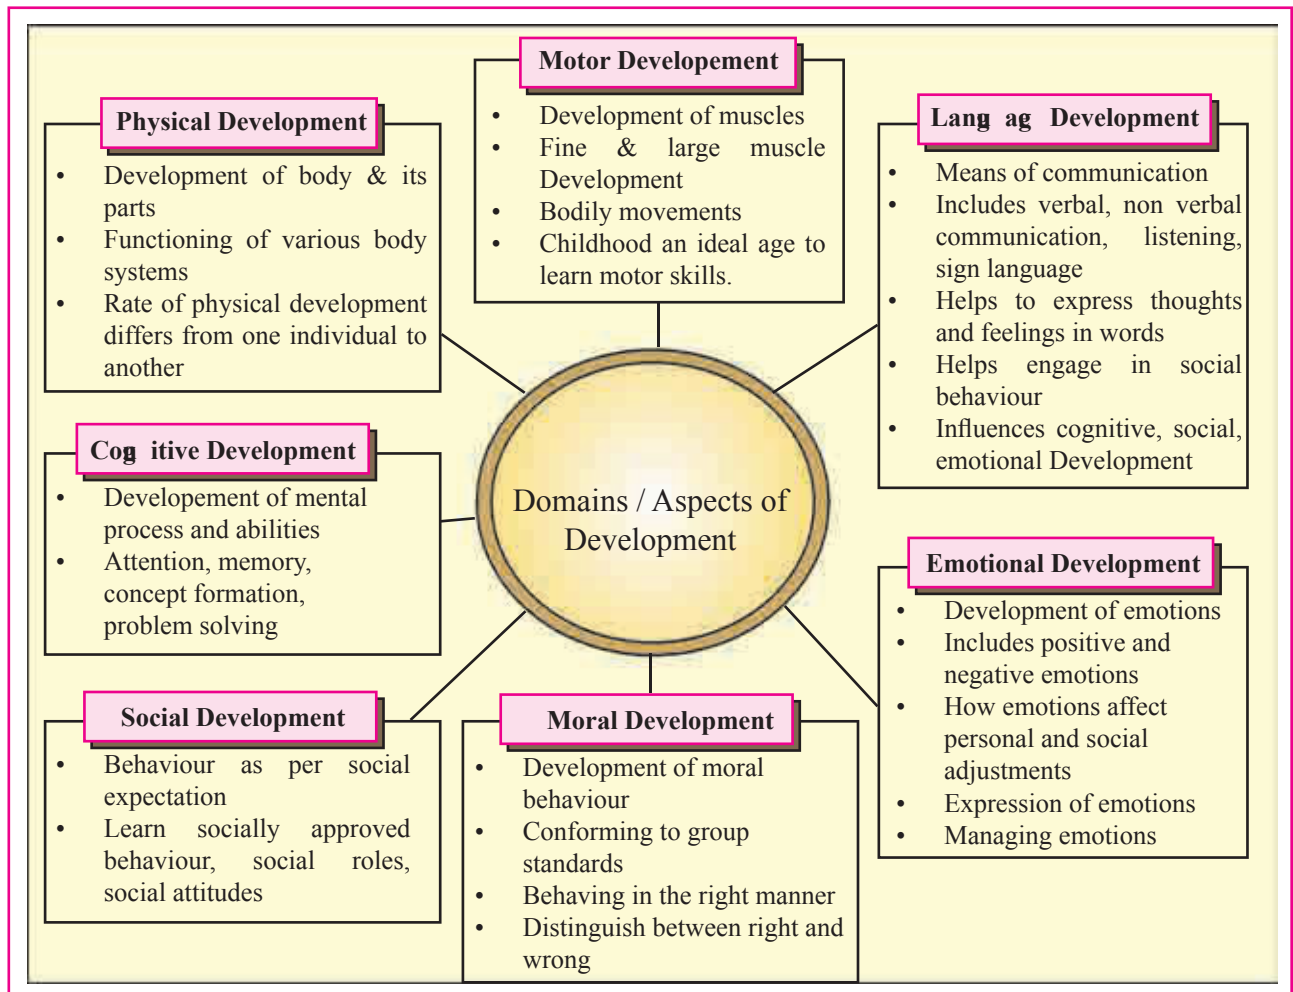 Motor Developement
• Development of muscles
• Fine & large muscle
Development
• Bodily movements
• Childhood an ideal age to
learn motor skills.
Physical Development
• Development of body & its
parts
• Functioning of various body
systems
• Rate of physical development
differs from one individual to
another
Language Development
• Means of communication
• Includes verbal, non verbal
communication, listening,
sign language
• Helps to express thoughts
and feelings in words
• Helps engage in social
behaviour
• Influences cognitive, social,
emotional Development
Cognitive Development
• Developement of mental
process and abilities
• Attention, memory,
concept formation,
problem solving
Domains / Aspects of
Development
Emotional Development
• Development of emotions
• Includes positive and
negative emotions
• How emotions affect
personal and social
adjustments
• Expression of emotions
• Managing emotions
Social Development
• Behaviour as per social
expectation
• Learn socially approved
behaviour, social roles,
social attitudes
Moral Development
• Development of moral
behaviour
• Conforming to group
standards
• Behaving in the right manner
• Distinguish between right and
wrong